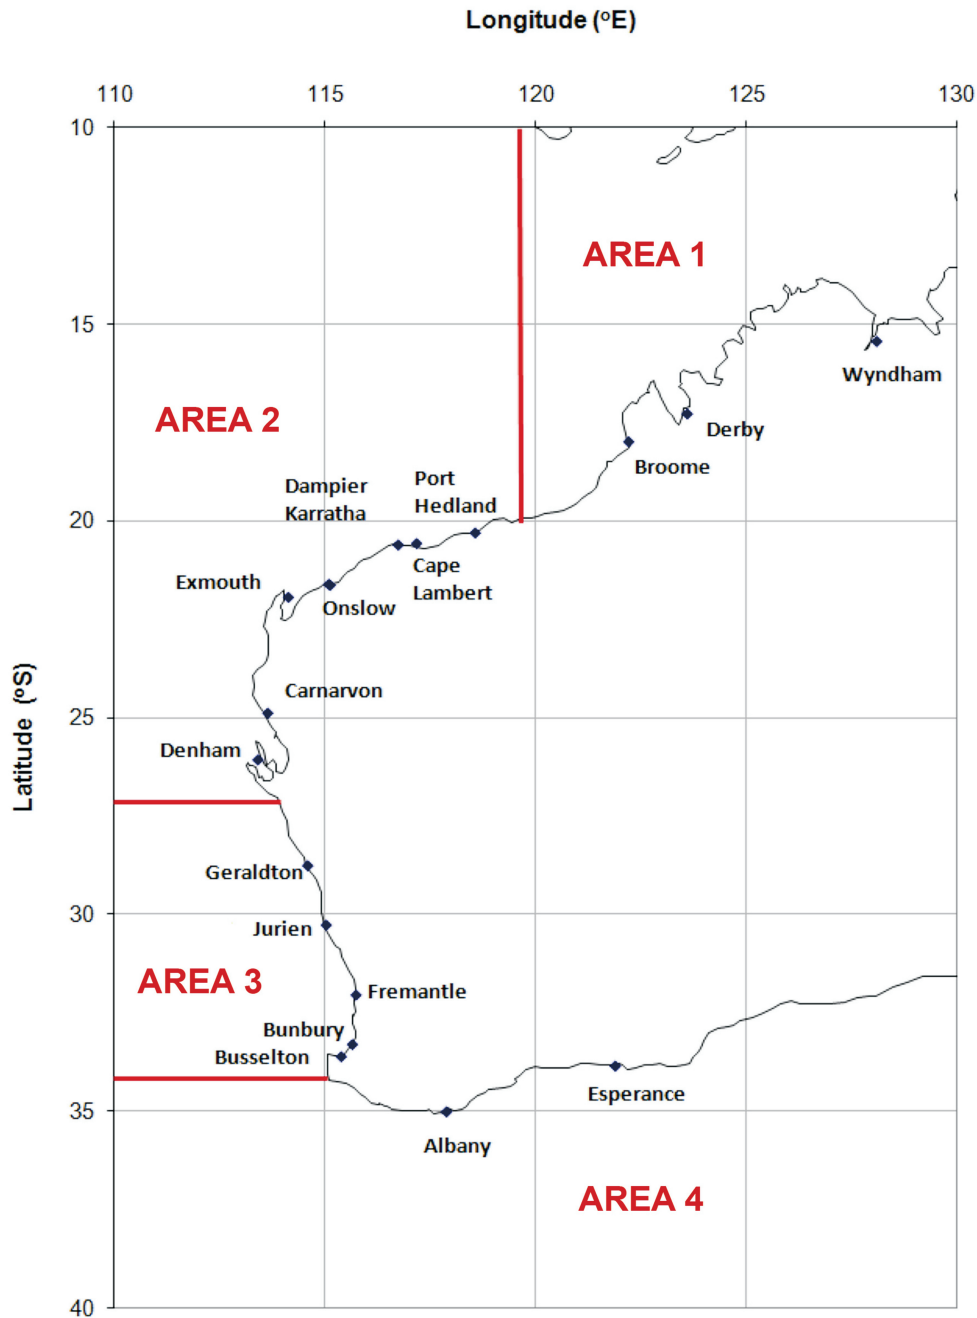 Longitude (ºE)
110 115 120 125 130
10
AREA 1
15
Wyndham
AREA 2
Derby
Broome
Port
Hedland
Dampier
Karratha
20
Cape
Lambert
Exmouth
Onslow
Carnarvon
25
Denham
Latitude (ºS)
Geraldton
30
Jurien
AREA 3
Fremantle
Bunbury
Busselton
Esperance
35
Albany
AREA 4
40